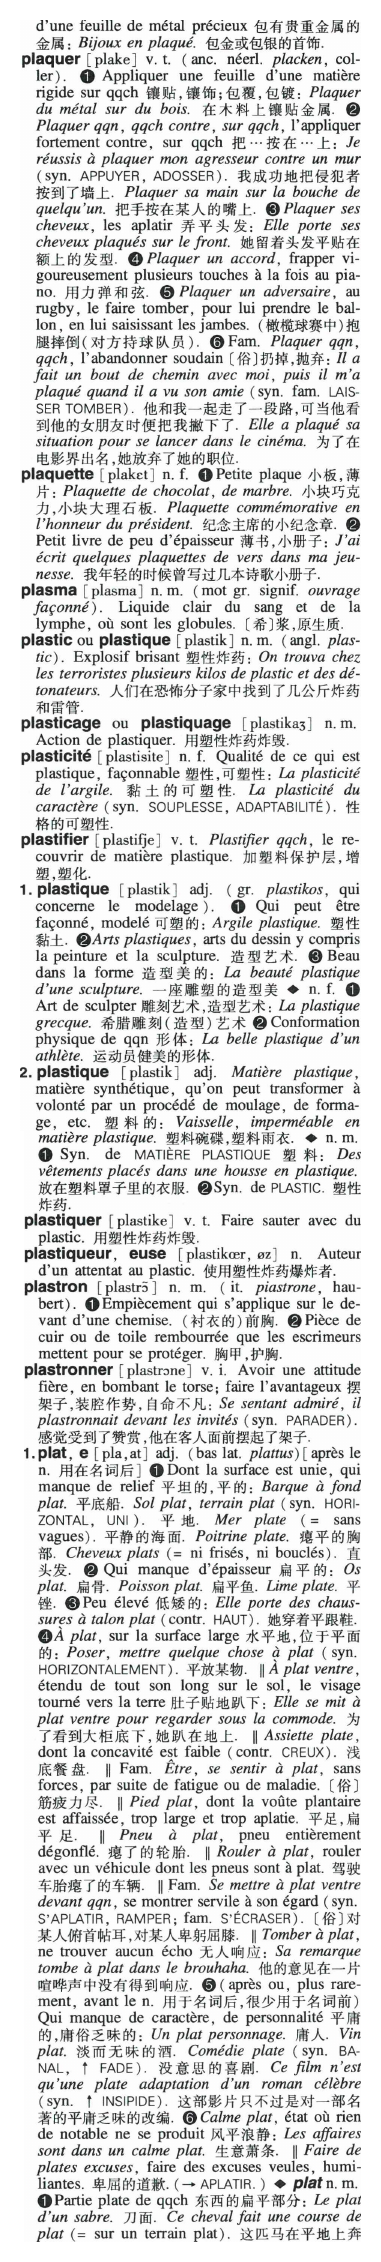 d'une feuille de métal précieux 包有贵重金属的
金属: Bijoux en plaqué. 包金或包银的首饰.
plaquer [plake] v. t. (anc. néerl. placken, col-
ler). ❶ Appliquer une feuille d'une matière
rigide sur qqch 镶贴,镶饰;包覆,包镀: Plaquer
du métal sur du bois. 在木料上镶贴金属. ❷
Plaquer qqn, qqch contre, sur qqch, l'appliquer
fortement contre, sur qqch 把…按在…上: Je
réussis à plaquer mon agresseur contre un mur
(syn. APPUYER, ADOSSER). 我成功地把侵犯者
按到了墙上. Plaquer sa main sur la bouche de
quelqu'un. 把手按在某人的嘴上. ❸ Plaquer ses
cheveux, les aplatir 弄平头发: Elle porte ses
cheveux plaqués sur le front. 她留着头发平贴在
额上的发型. ❹ Plaquer un accord, frapper vi-
goureusement plusieurs touches à la fois au pia-
no. 用力弹和弦. ❺ Plaquer un adversaire, au
rugby, le faire tomber, pour lui prendre le bal-
lon, en lui saisissant les jambes. (橄榄球赛中)抱
腿摔倒(对方持球队员). ❻ Fam. Plaquer qqn,
qqch, l'abandonner soudain [俗]扔掉,抛弃: Il a
fait un bout de chemin avec moi, puis il m'a
plaqué quand il a vu son amie (syn. fam. LAIS-
SER TOMBER). 他和我一起走了一段路,可当他看
到他的女朋友时便把我撇下了. Elle a plaqué sa
situation pour se lancer dans le cinéma. 为了在
电影界出名,她放弃了她的职位.
plaquette [plakɛt] n. f. ❶ Petite plaque 小板,薄
片: Plaquette de chocolat, de marbre. 小块巧克
力,小块大理石板. Plaquette commémorative en
l'honneur du président. 纪念主席的小纪念章. ❷
Petit livre de peu d'épaisseur 薄书,小册子: J'ai
écrit quelques plaquettes de vers dans ma jeu-
nesse. 我年轻的时候曾写过几本诗歌小册子.
plasma [plasma] n. m. (mot gr. signif. ouvrage
façonné). Liquide clair du sang et de la
lymphe, où sont les globules. [希]浆,原生质.
plastic ou plastique [plastik] n. m. (angl. plas-
tic). Explosif brisant 塑性炸药: On trouva chez
les terroristes plusieurs kilos de plastic et des dé-
tonateurs. 人们在恐怖分子家中找到了几公斤炸药
和雷管.
plasticage ou plastiquage [plastikaʒ] n. m.
Action de plastiquer. 用塑性炸药炸毁.
plasticité [plastisite] n. f. Qualité de ce qui est
plastique, façonnable 塑性,可塑性: La plasticité
de l'argile. 黏土的可塑性. La plasticité du
caractère (syn. SOUPLESSE, ADAPTABILITÉ). 性
格的可塑性.
plastifier [plastifje] v. t. Plastifier qqch, le re-
couvrir de matière plastique. 加塑料保护层,增
塑,塑化.
1. plastique [plastik] adj. (gr. plastikos, qui
concerne le modelage). ❶ Qui peut être
façonné, modelé 可塑的: Argile plastique. 塑性
黏土. ❷ Arts plastiques, arts du dessin y compris
la peinture et la sculpture. 造型艺术. ❸ Beau
dans la forme 造型美的: La beauté plastique
d'une sculpture. 一座雕塑的造型美 ◆ n. f. ❶
Art de sculpter 雕刻艺术,造型艺术: La plastique
grecque. 希腊雕刻(造型)艺术 ❷ Conformation
physique de qqn 形体: La belle plastique d'un
athlète. 运动员健美的形体.
2. plastique [plastik] adj. Matière plastique,
matière synthétique, qu'on peut transformer à
volonté par un procédé de moulage, de forma-
ge, etc. 塑料的: Vaisselle, imperméable en
matière plastique. 塑料碗碟,塑料雨衣. ◆ n. m.
❶ Syn. de MATIÈRE PLASTIQUE 塑料: Des
vêtements placés dans une housse en plastique.
放在塑料罩子里的衣服. ❷ Syn. de PLASTIC. 塑性
炸药.
plastiquer [plastike] v. t. Faire sauter avec du
plastic. 用塑性炸药炸毁.
plastiqueur, euse [plastikœr, øz] n. Auteur
d'un attentat au plastic. 使用塑性炸药爆炸者.
plastron [plastrɔ̃] n. m. (it. piastrone, hau-
bert). ❶ Empiècement qui s'applique sur le de-
vant d'une chemise. (衬衣的)前胸. ❷ Pièce de
cuir ou de toile rembourrée que les escrimeurs
mettent pour se protéger. 胸甲,护胸.
plastronner [plastrɔne] v. i. Avoir une attitude
fière, en bombant le torse; faire l'avantageux 摆
架子,装腔作势,自命不凡: Se sentant admiré, il
plastronnait devant les invités (syn. PARADER).
感觉受到了赞赏,他在客人面前摆起了架子.
1. plat, e [pla, at] adj. (bas lat. plattus) [après le
n. 用在名词后] ❶ Dont la surface est unie, qui
manque de relief 平坦的,平的: Barque à fond
plat. 平底船. Sol plat, terrain plat (syn. HORI-
ZONTAL, UNI). 平地. Mer plate (= sans
vagues). 平静的海面. Poitrine plate. 瘪平的胸
部. Cheveux plats (= ni frisés, ni bouclés). 直
头发. ❷ Qui manque d'épaisseur 扁平的: Os
plat. 扁骨. Poisson plat. 扁平鱼. Lime plate. 平
锉. ❸ Peu élevé 低矮的: Elle porte des chaus-
sures à talon plat (contr. HAUT). 她穿着平跟鞋.
❹ À plat, sur la surface large 水平地,位于平面
的: Poser, mettre quelque chose à plat (syn.
HORIZONTALEMENT). 平放某物. ‖ À plat ventre,
étendu de tout son long sur le sol, le visage
tourné vers la terre 肚子贴地趴下: Elle se mit à
plat ventre pour regarder sous la commode. 为
了看到大柜底下,她趴在地上. ‖ Assiette plate,
dont la concavité est faible (contr. CREUX). 浅
底餐盘. ‖ Fam. Être, se sentir à plat, sans
forces, par suite de fatigue ou de maladie. [俗]
筋疲力尽. ‖ Pied plat, dont la voûte plantaire
est affaissée, trop large et trop aplatie. 平足,扁
平足. ‖ Pneu à plat, pneu entièrement
dégonflé. 瘪了的轮胎. ‖ Rouler à plat, rouler
avec un véhicule dont les pneus sont à plat. 驾驶
车胎瘪了的车辆. ‖ Fam. Se mettre à plat ventre
devant qqn, se montrer servile à son égard (syn.
S'APLATIR, RAMPER; fam. S'ÉCRASER). [俗]对
某人俯首帖耳,对某人卑躬屈膝. ‖ Tomber à plat,
ne trouver aucun écho 无人响应: Sa remarque
tombe à plat dans le brouhaha. 他的意见在一片
喧哗声中没有得到响应. ❺ (après ou, plus rare-
ment, avant le n. 用于名词后,很少用于名词前)
Qui manque de caractère, de personnalité 平庸
的,庸俗乏味的: Un plat personnage. 庸人. Vin
plat. 淡而无味的酒. Comédie plate (syn. BA-
NAL, ↑ FADE). 没意思的喜剧. Ce film n'est
qu'une plate adaptation d'un roman célèbre
(syn. ↑ INSIPIDE). 这部影片只不过是对一部名
著的平庸乏味的改编. ❻ Calme plat, état où rien
de notable ne se produit 风平浪静: Les affaires
sont dans un calme plat. 生意萧条. ‖ Faire de
plates excuses, faire des excuses veules, humi-
liantes. 卑屈的道歉. (→ APLATIR.) ◆ plat n. m.
❶ Partie plate de qqch 东西的扁平部分: Le plat
d'un sabre. 刀面. Ce cheval fait une course de
plat (= sur un terrain plat). 这匹马在平地上奔